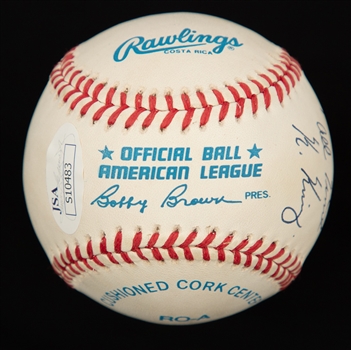 Rawlings®
COSTA RICA
★ OFFICIAL BALL ★
AMERICAN LEAGUE
Bobby Brown PRES.
CUSHIONED CORK CENTER
RO-A
JSA
S10483